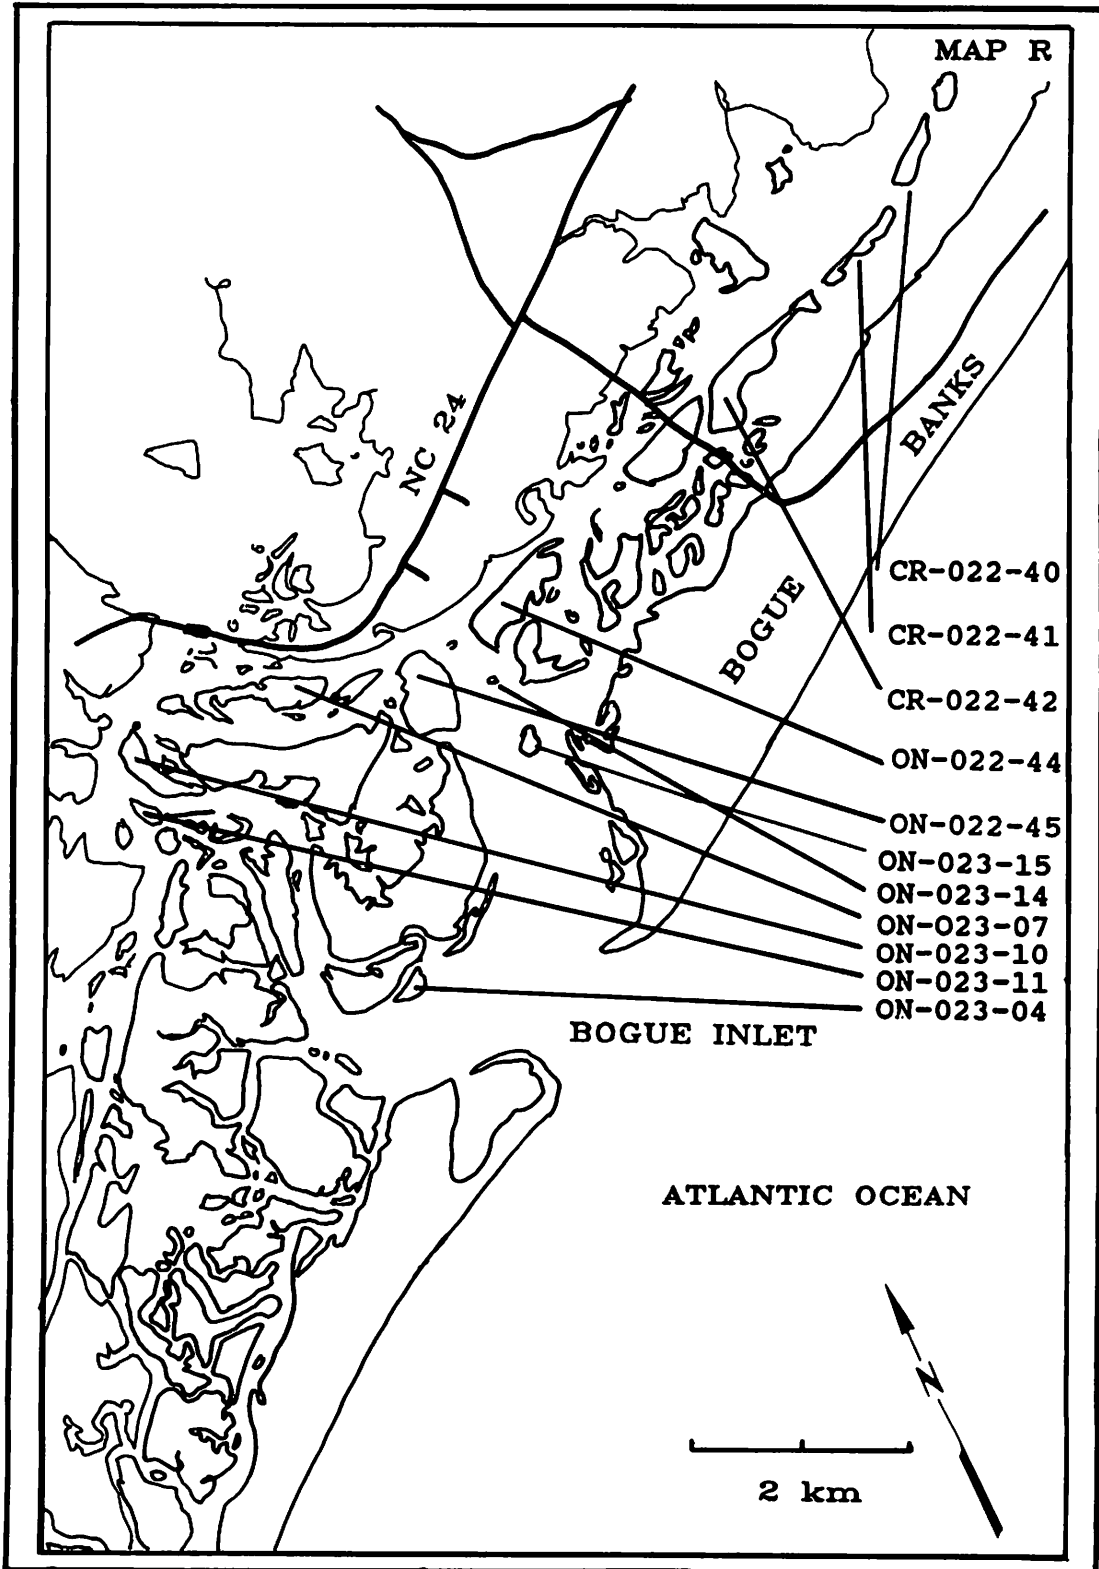 MAP R
NC 24
BANKS
BOGUE
CR-022-40
CR-022-41
CR-022-42
ON-022-44
ON-022-45
ON-023-15
ON-023-14
ON-O23-07
ON-023-10
ON-023-11
ON-023-04
BOGUE INLET
ATLANTIC OCEAN
N
2 km